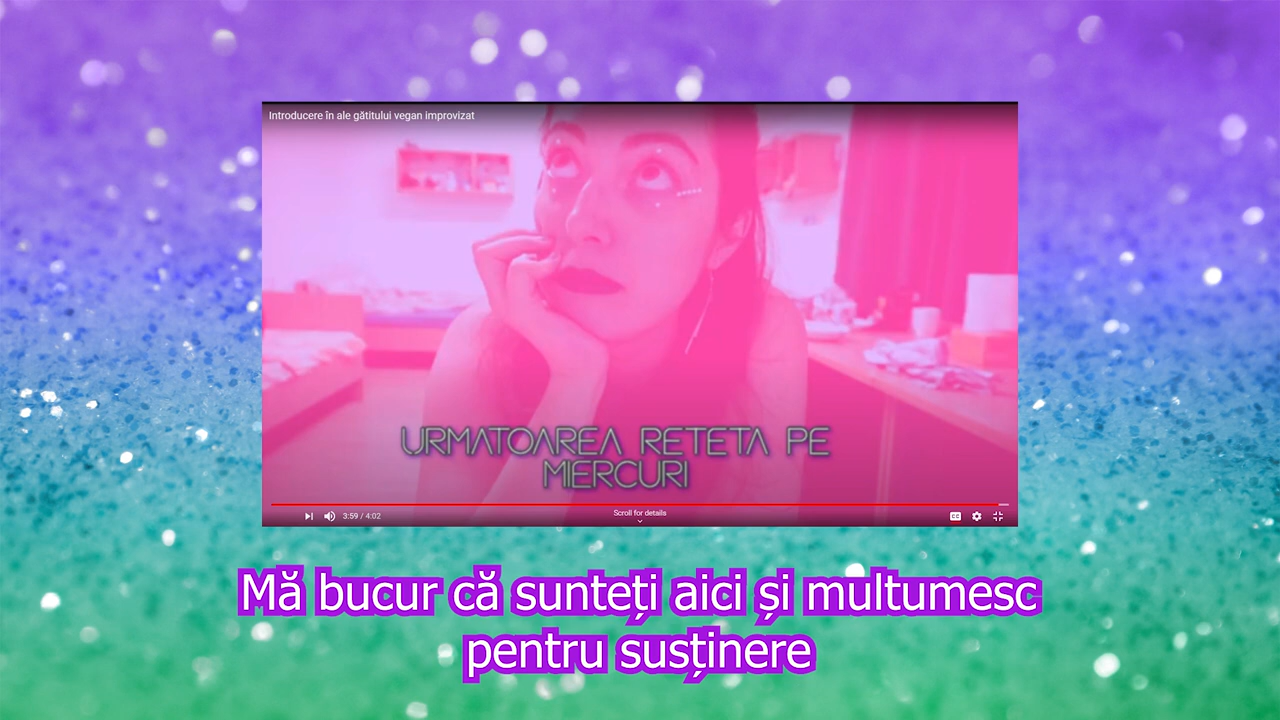 Introducere în ale gătitului vegan improvizat
URMATOAREA RETETA PE
MIERCURI
3:59 / 4:02
Scroll for details
CC
Mă bucur că sunteți aici și multumesc
pentru susținere